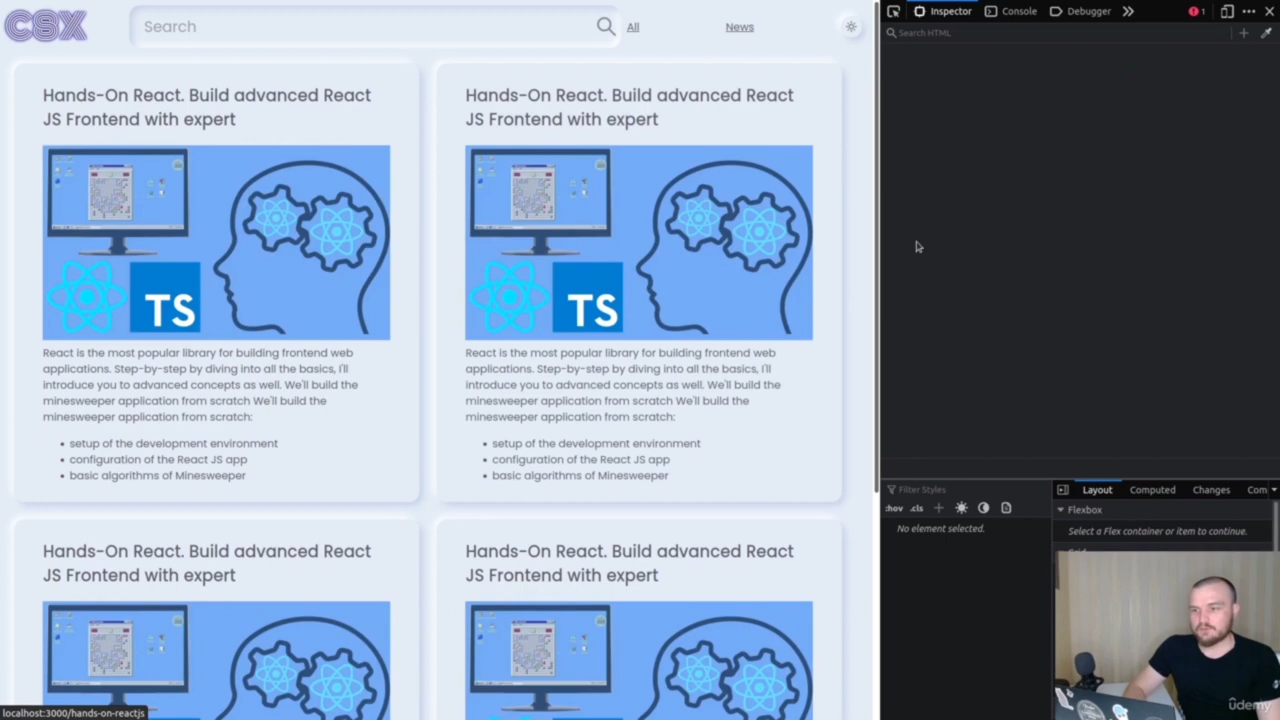 CSX
Search
All
News
Hands-On React. Build advanced React
JS Frontend with expert
TS
React is the most popular library for building frontend web
applications. Step-by-step by diving into all the basics, I'll
introduce you to advanced concepts as well. We'll build the
minesweeper application from scratch We'll build the
minesweeper application from scratch:
• setup of the development environment
• configuration of the React JS app
• basic algorithms of Minesweeper
Hands-On React. Build advanced React
JS Frontend with expert
TS
React is the most popular library for building frontend web
applications. Step-by-step by diving into all the basics, I'll
introduce you to advanced concepts as well. We'll build the
minesweeper application from scratch We'll build the
minesweeper application from scratch:
• setup of the development environment
• configuration of the React JS app
• basic algorithms of Minesweeper
Hands-On React. Build advanced React
JS Frontend with expert
Hands-On React. Build advanced React
JS Frontend with expert
localhost:3000/hands-on-reactjs
Inspector
Console
Debugger
1
Search HTML
Filter Styles
:hov .cls
No element selected.
Layout
Computed
Changes
Com
Flexbox
Select a Flex container or item to continue.
udemy